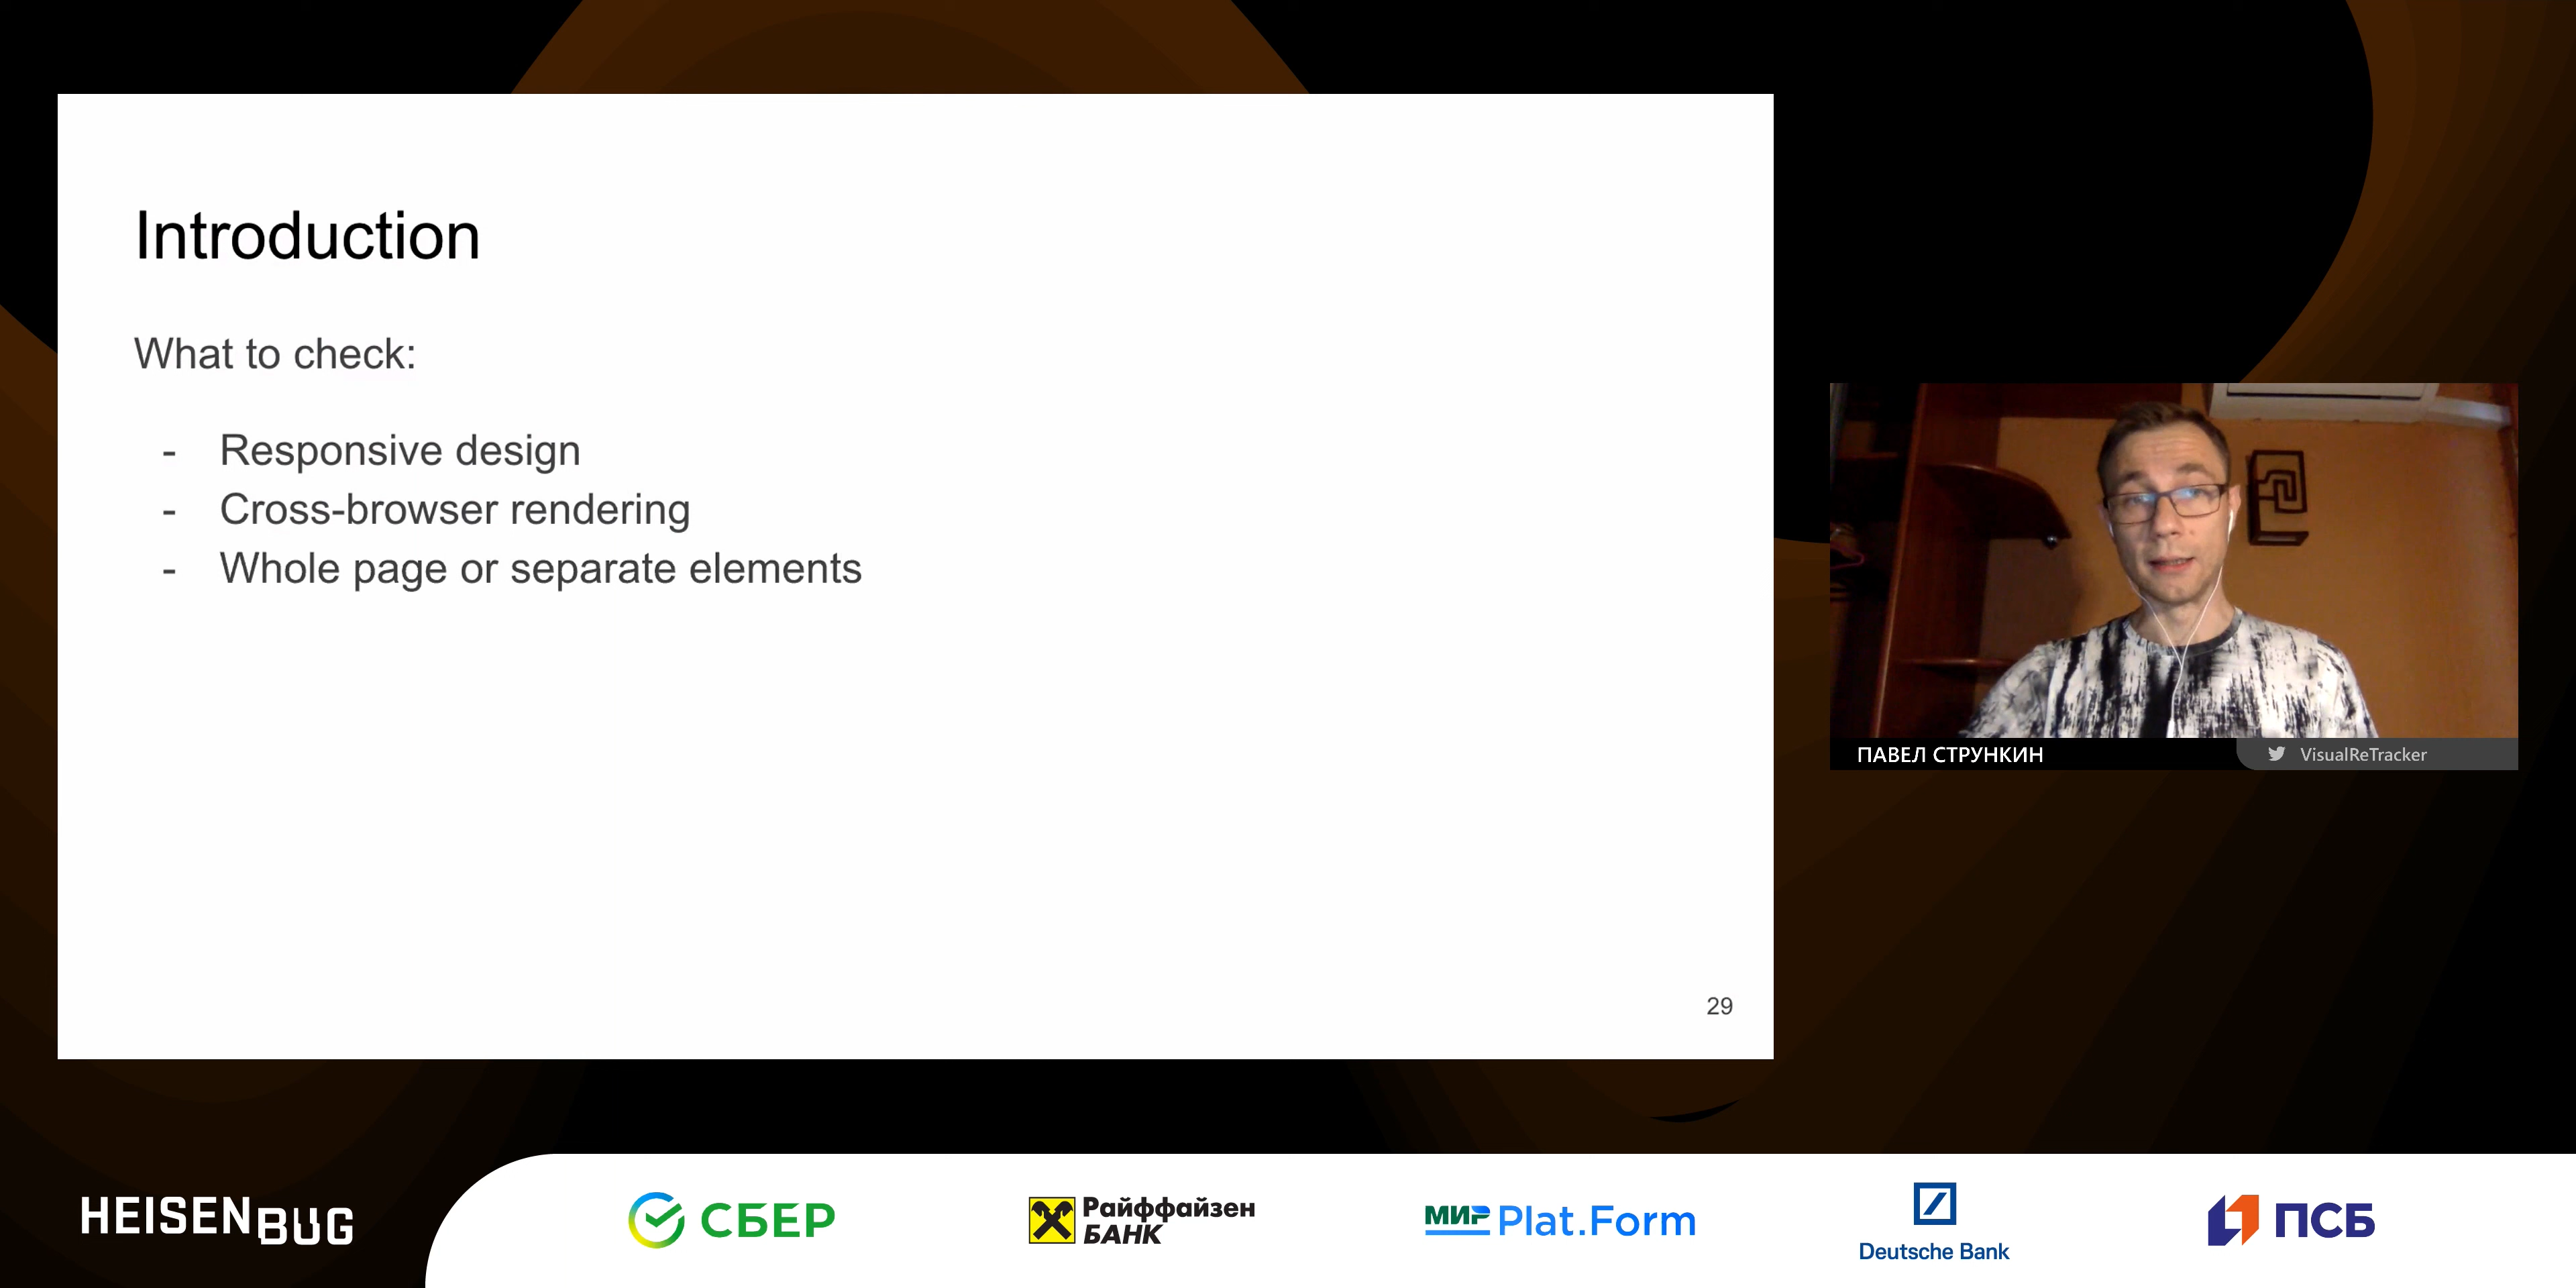 Introduction
What to check:
- Responsive design
- Cross-browser rendering
- Whole page or separate elements
29
ПАВЕЛ СТРУНКИН
VisualReTracker
HEISENBUG
СБЕР
Райффайзен
БАНК
МИР Plat.Form
Deutsche Bank
ПСБ